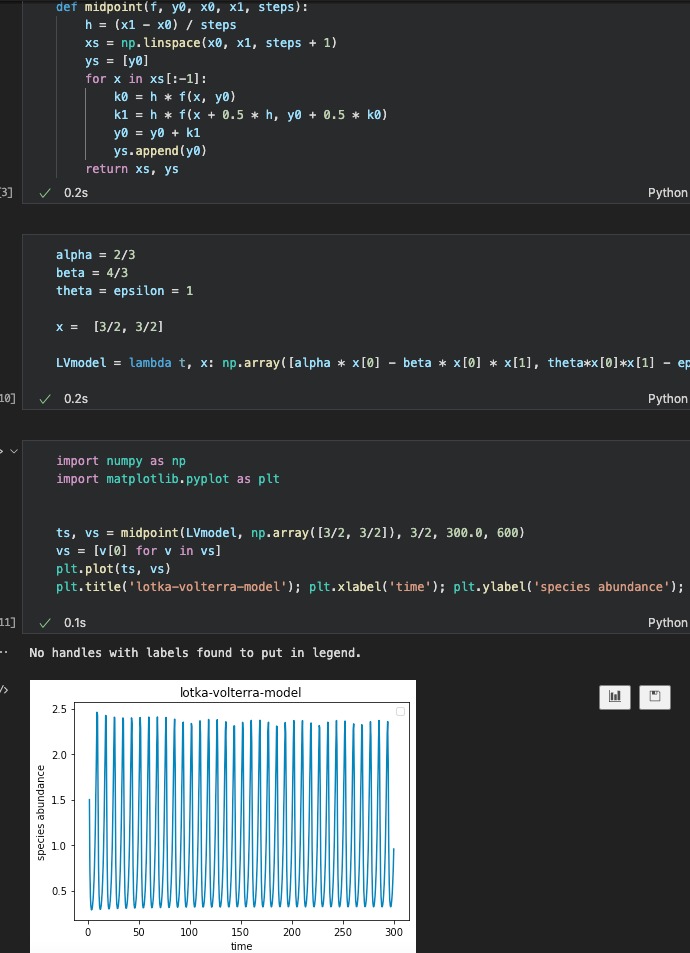 def midpoint(f, y0, x0, x1, steps):
h = (x1 - x0) / steps
xs = np.linspace(x0, x1, steps + 1)
ys = [y0]
for x in xs[:-1]:
k0 = h * f(x, y0)
k1 = h * f(x + 0.5 * h, y0 + 0.5 * k0)
y0 = y0 + k1
ys.append(y0)
return xs, ys
3] ✓ 0.2s Python
alpha = 2/3
beta = 4/3
theta = epsilon = 1
x = [3/2, 3/2]
LVmodel = lambda t, x: np.array([alpha * x[0] - beta * x[0] * x[1], theta*x[0]*x[1] - ep
10] ✓ 0.2s Python
import numpy as np
import matplotlib.pyplot as plt
ts, vs = midpoint(LVmodel, np.array([3/2, 3/2]), 3/2, 300.0, 600)
vs = [v[0] for v in vs]
plt.plot(ts, vs)
plt.title('lotka-volterra-model'); plt.xlabel('time'); plt.ylabel('species abundance');
11] ✓ 0.1s Python
No handles with labels found to put in legend.
lotka-volterra-model
2.5
2.0
1.5
1.0
0.5
species abundance
0 50 100 150 200 250 300
time